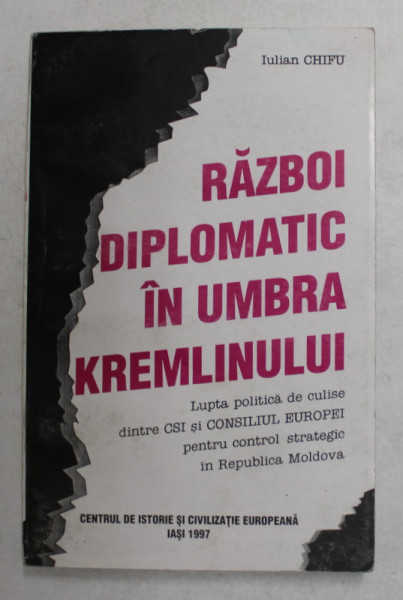 Iulian CHIFU
RĂZBOI
DIPLOMATIC
ÎN UMBRA
KREMLINULUI
Lupta politică de culise
dintre CSI și CONSILIUL EUROPEI
pentru control strategic
in Republica Moldova
CENTRUL DE ISTORIE ȘI CIVILIZAȚIE EUROPEANĂ
IAȘI 1997